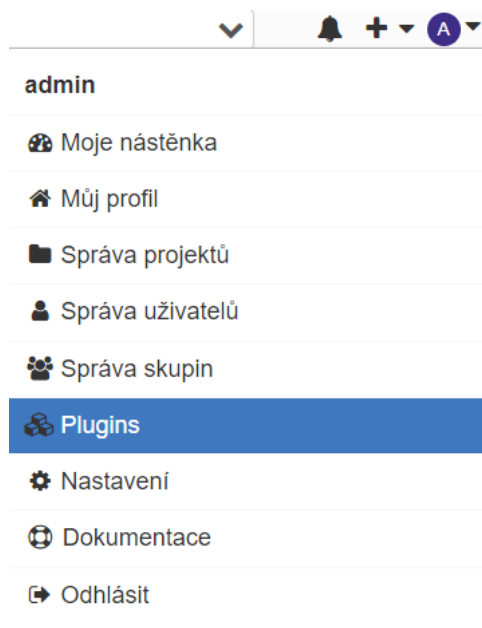 A
admin
Moje nástěnka
Můj profil
Správa projektů
Správa uživatelů
Správa skupin
Plugins
Nastavení
Dokumentace
Odhlásit